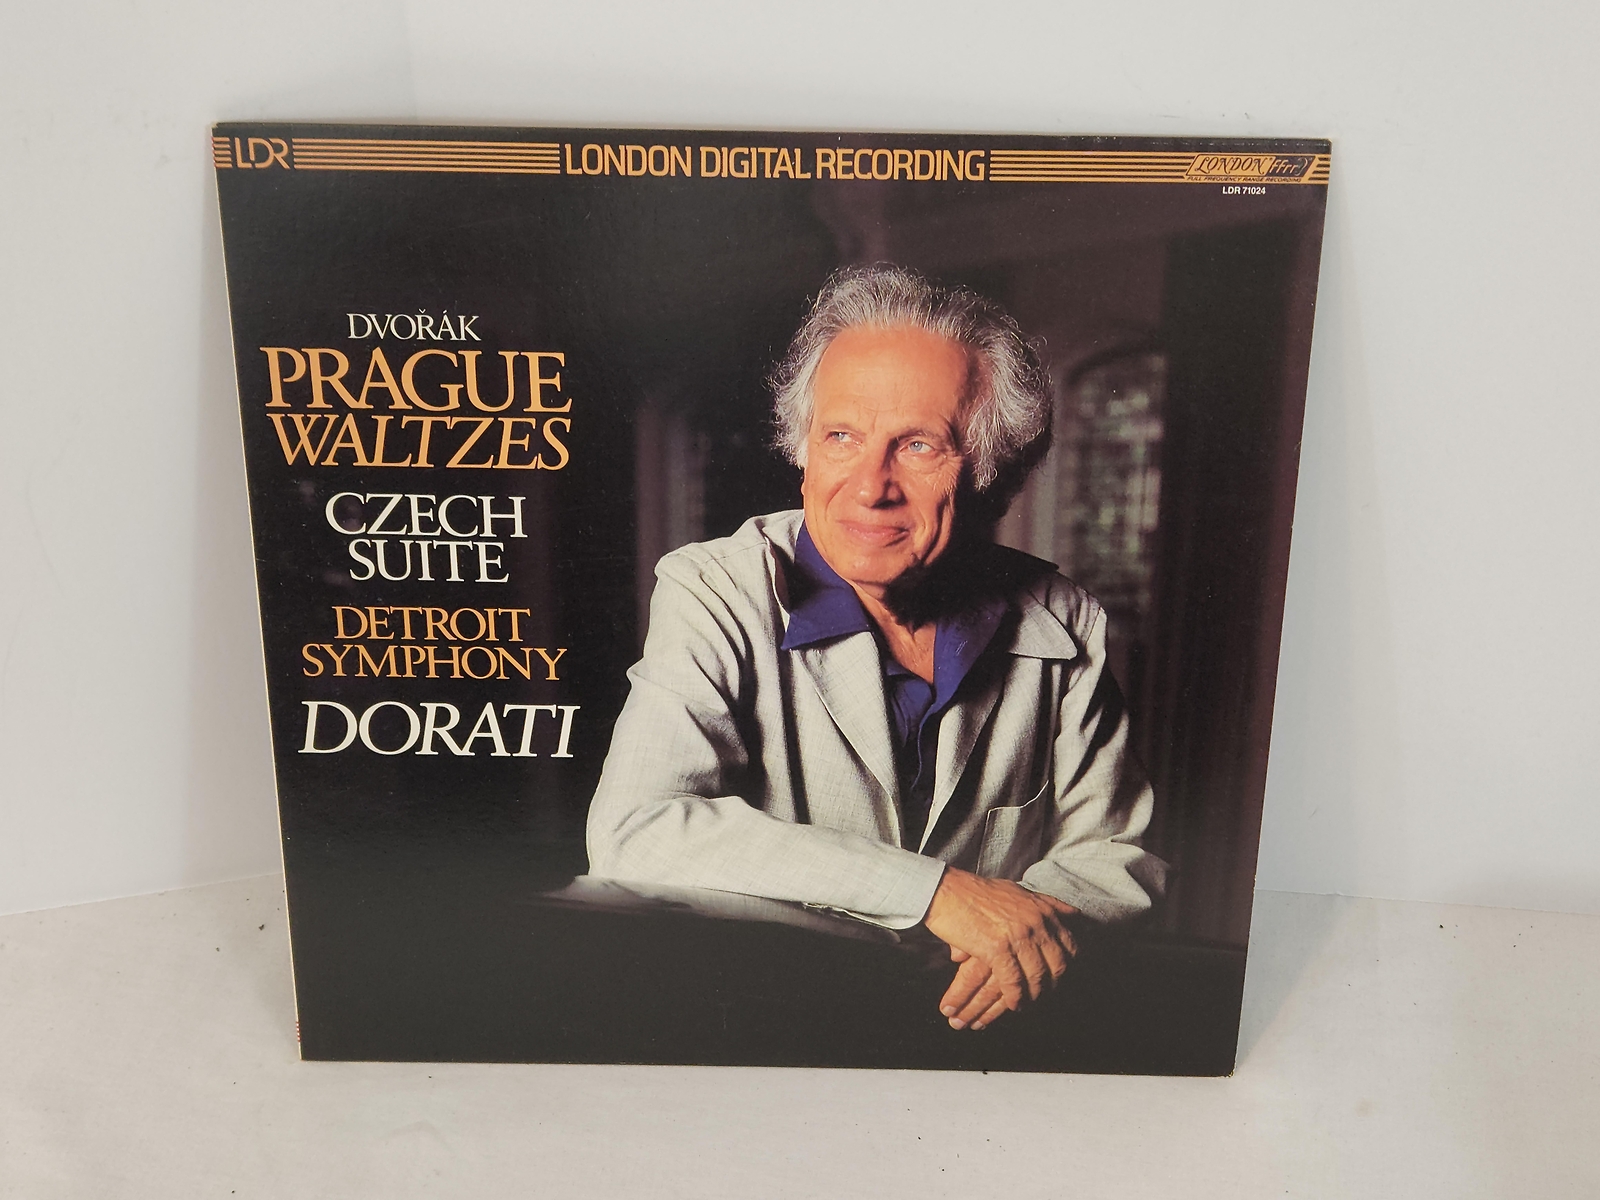 LDR
LONDON DIGITAL RECORDING
LONDON ffrr
FULL FREQUENCY RANGE RECORDING
LDR 71024
DVOŘÁK
PRAGUE
WALTZES
CZECH
SUITE
DETROIT
SYMPHONY
DORATI